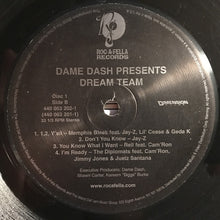 ROC-A-FELLA
RECORDS
DAME DASH PRESENTS
DREAM TEAM
Disc 1
Side B
440 063 202-1
(440 063 201-1)
33 1/3 RPM Stereo
DIMENSION
1. 1,2, Y'all - Memphis Bleek feat. Jay-Z, Lil' Cease & Geda K
2. Don't You Know - Jay-Z
3. You Know What I Want - Rell feat. Cam'Ron
4. I'm Ready - The Diplomats feat. Cam'Ron,
Jimmy Jones & Juelz Santana
Executive Producers: Dame Dash,
Shawn Carter, Kareem "Biggs" Burke
www.rocafella.com